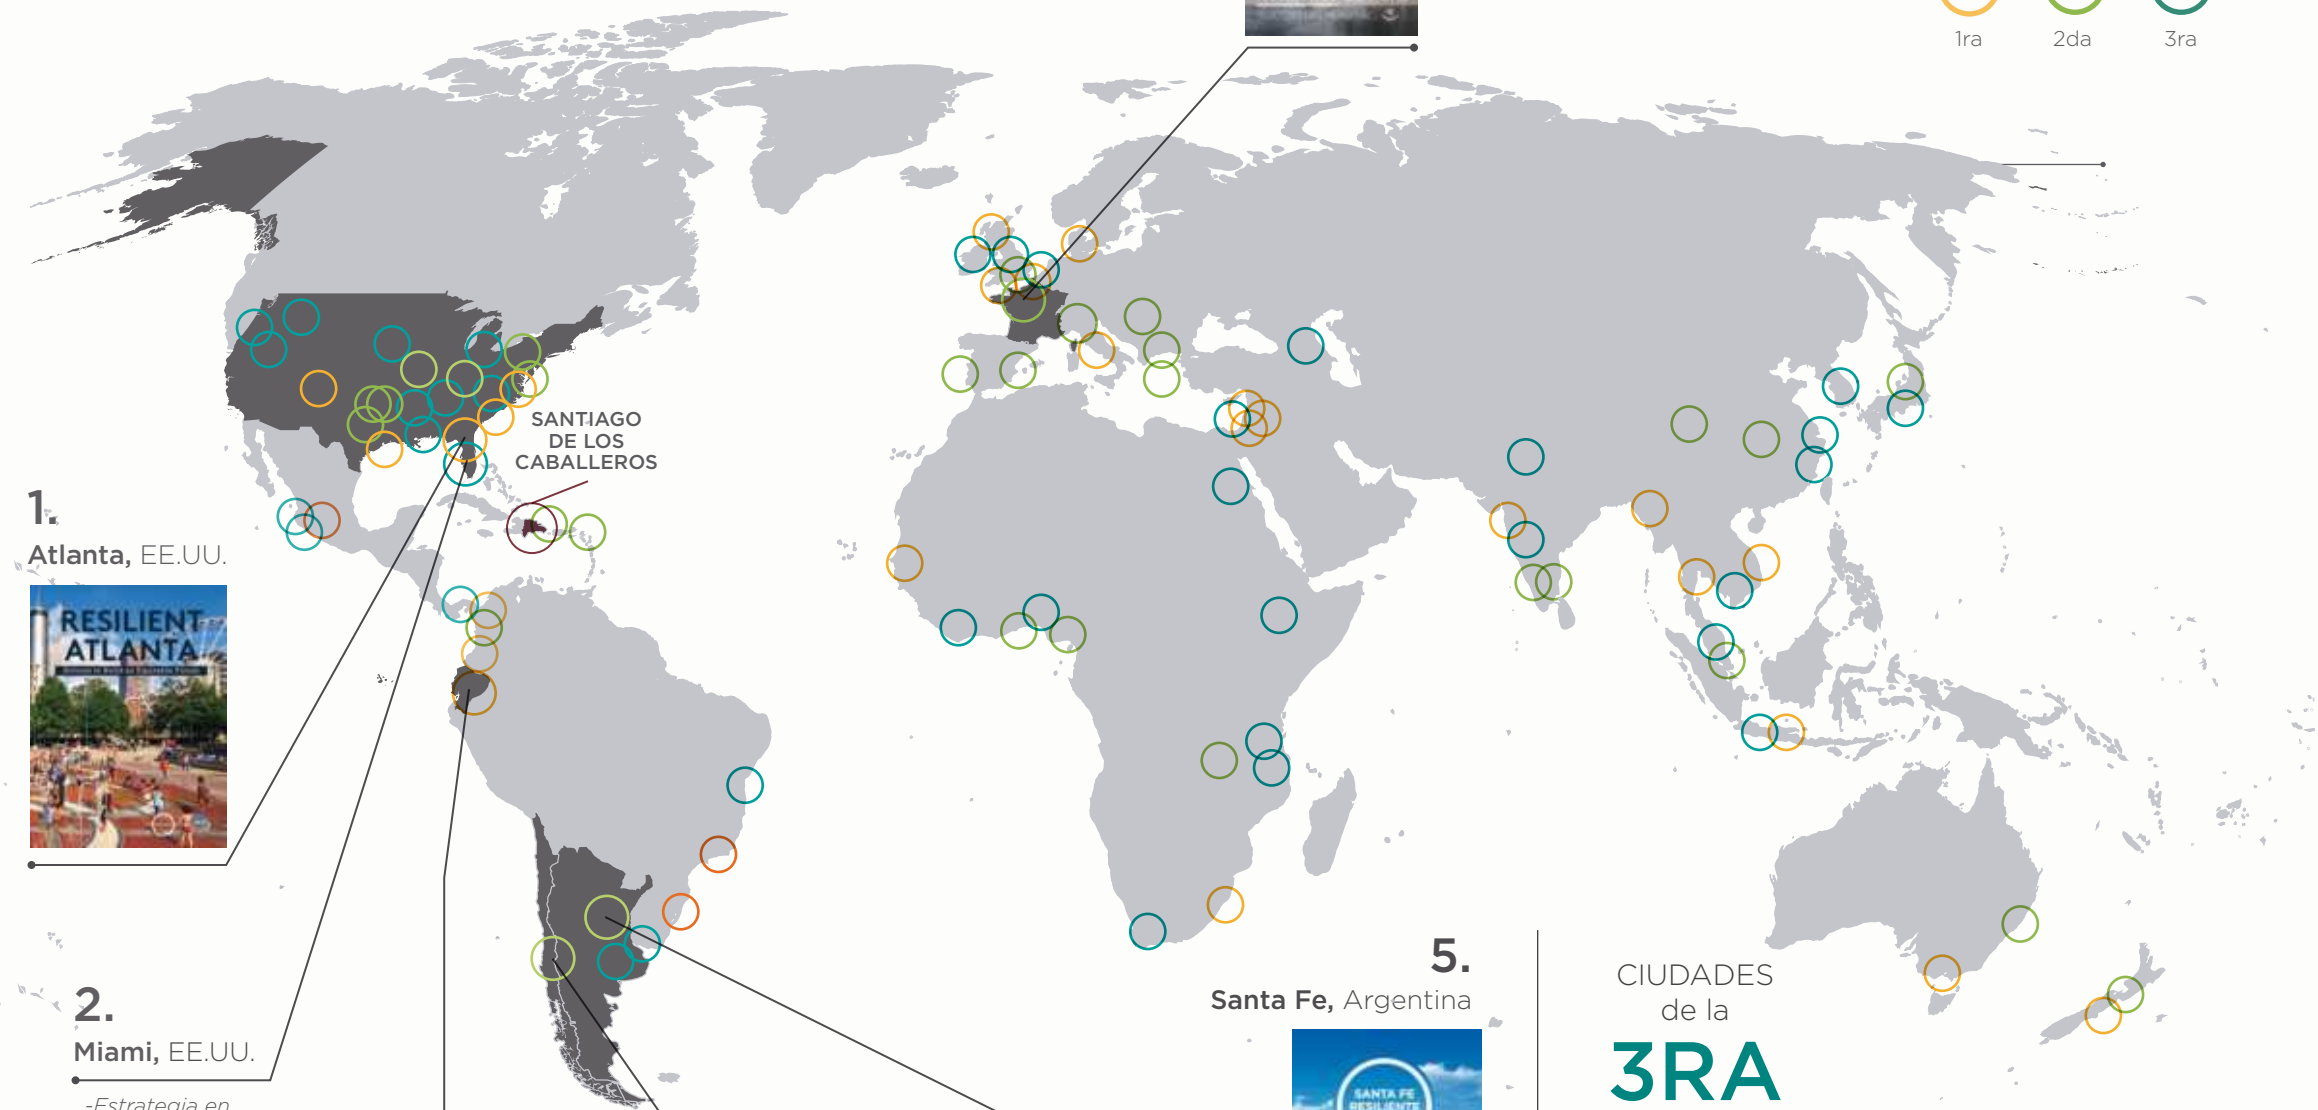 1ra
2da
3ra
SANTIAGO
DE LOS
CABALLEROS
1.
Atlanta, EE.UU.
RESILIENT
ATLANTA
2.
Miami, EE.UU.
-Estrategia en
5.
Santa Fe, Argentina
SANTA FE
RESILIENTE
CIUDADES
de la
3RA